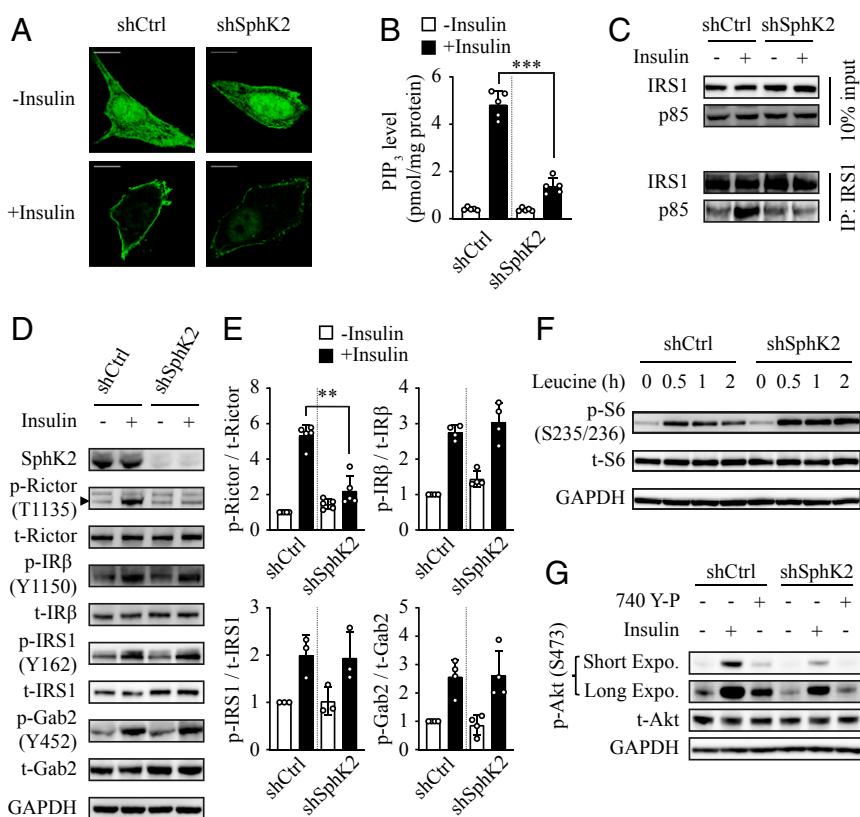 A
shCtrl
shSphK2
-Insulin
+Insulin
B
-Insulin
+Insulin
***
PIP3 level
(pmol/mg protein)
6
4
2
0
shCtrl
shSphK2
C
shCtrl shSphK2
Insulin - + - +
IRS1
p85
10% input
IRS1
p85
IP: IRS1
D
shCtrl
shSphK2
Insulin - + - +
SphK2
p-Rictor
(T1135)
t-Rictor
p-IRβ
(Y1150)
t-IRβ
p-IRS1
(Y162)
t-IRS1
p-Gab2
(Y452)
t-Gab2
GAPDH
E
-Insulin
+Insulin
**
p-Rictor / t-Rictor
8
6
4
2
0
shCtrl
shSphK2
p-IRβ / t-IRβ
4
3
2
1
0
shCtrl
shSphK2
p-IRS1 / t-IRS1
3
2
1
0
shCtrl
shSphK2
p-Gab2 / t-Gab2
5
4
3
2
1
0
shCtrl
shSphK2
F
shCtrl shSphK2
Leucine (h) 0 0.5 1 2 0 0.5 1 2
p-S6
(S235/236)
t-S6
GAPDH
G
shCtrl shSphK2
740 Y-P - - + - - +
Insulin - + - - + -
p-Akt (S473)
Short Expo.
Long Expo.
t-Akt
GAPDH